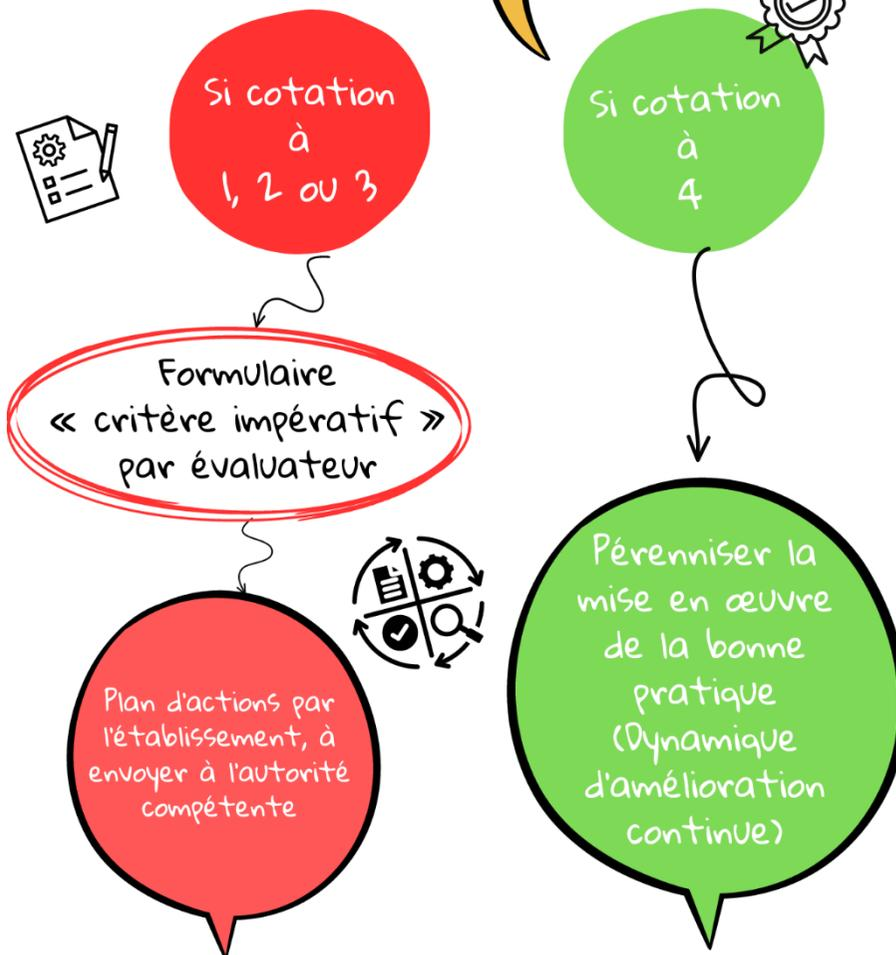 Si cotation
à
1, 2 ou 3
Si cotation
à
4
Formulaire
« critère impératif »
par évaluateur
Plan d'actions par
l'établissement, à
envoyer à l'autorité
compétente
Pérenniser la
mise en œuvre
de la bonne
pratique
(Dynamique
d'amélioration
continue)